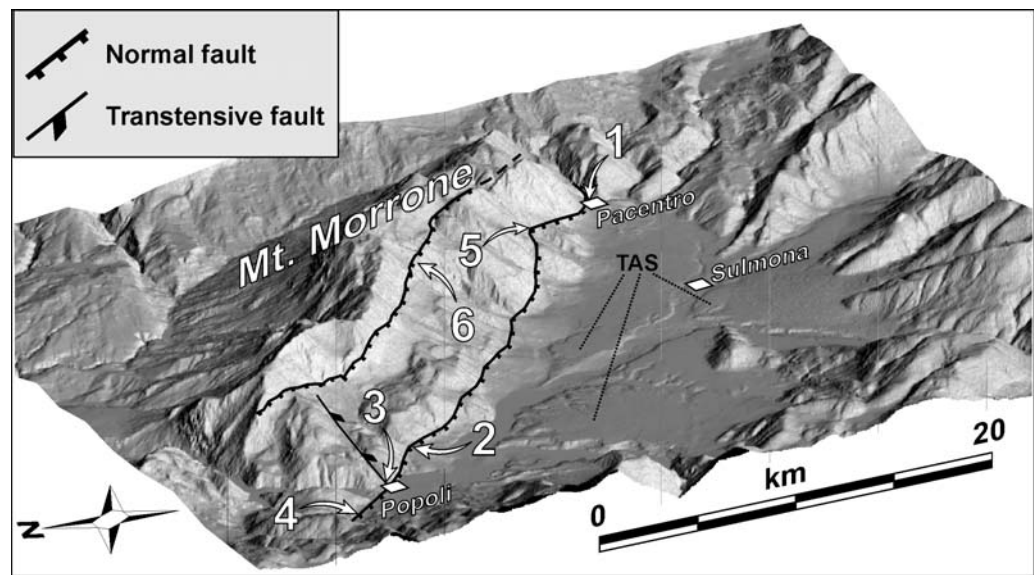 Normal fault
Transtensive fault
1
Pacentro
Mt. Morrone
5
TAS
Sulmona
6
3
2
4
Popoli
N
0
km
20